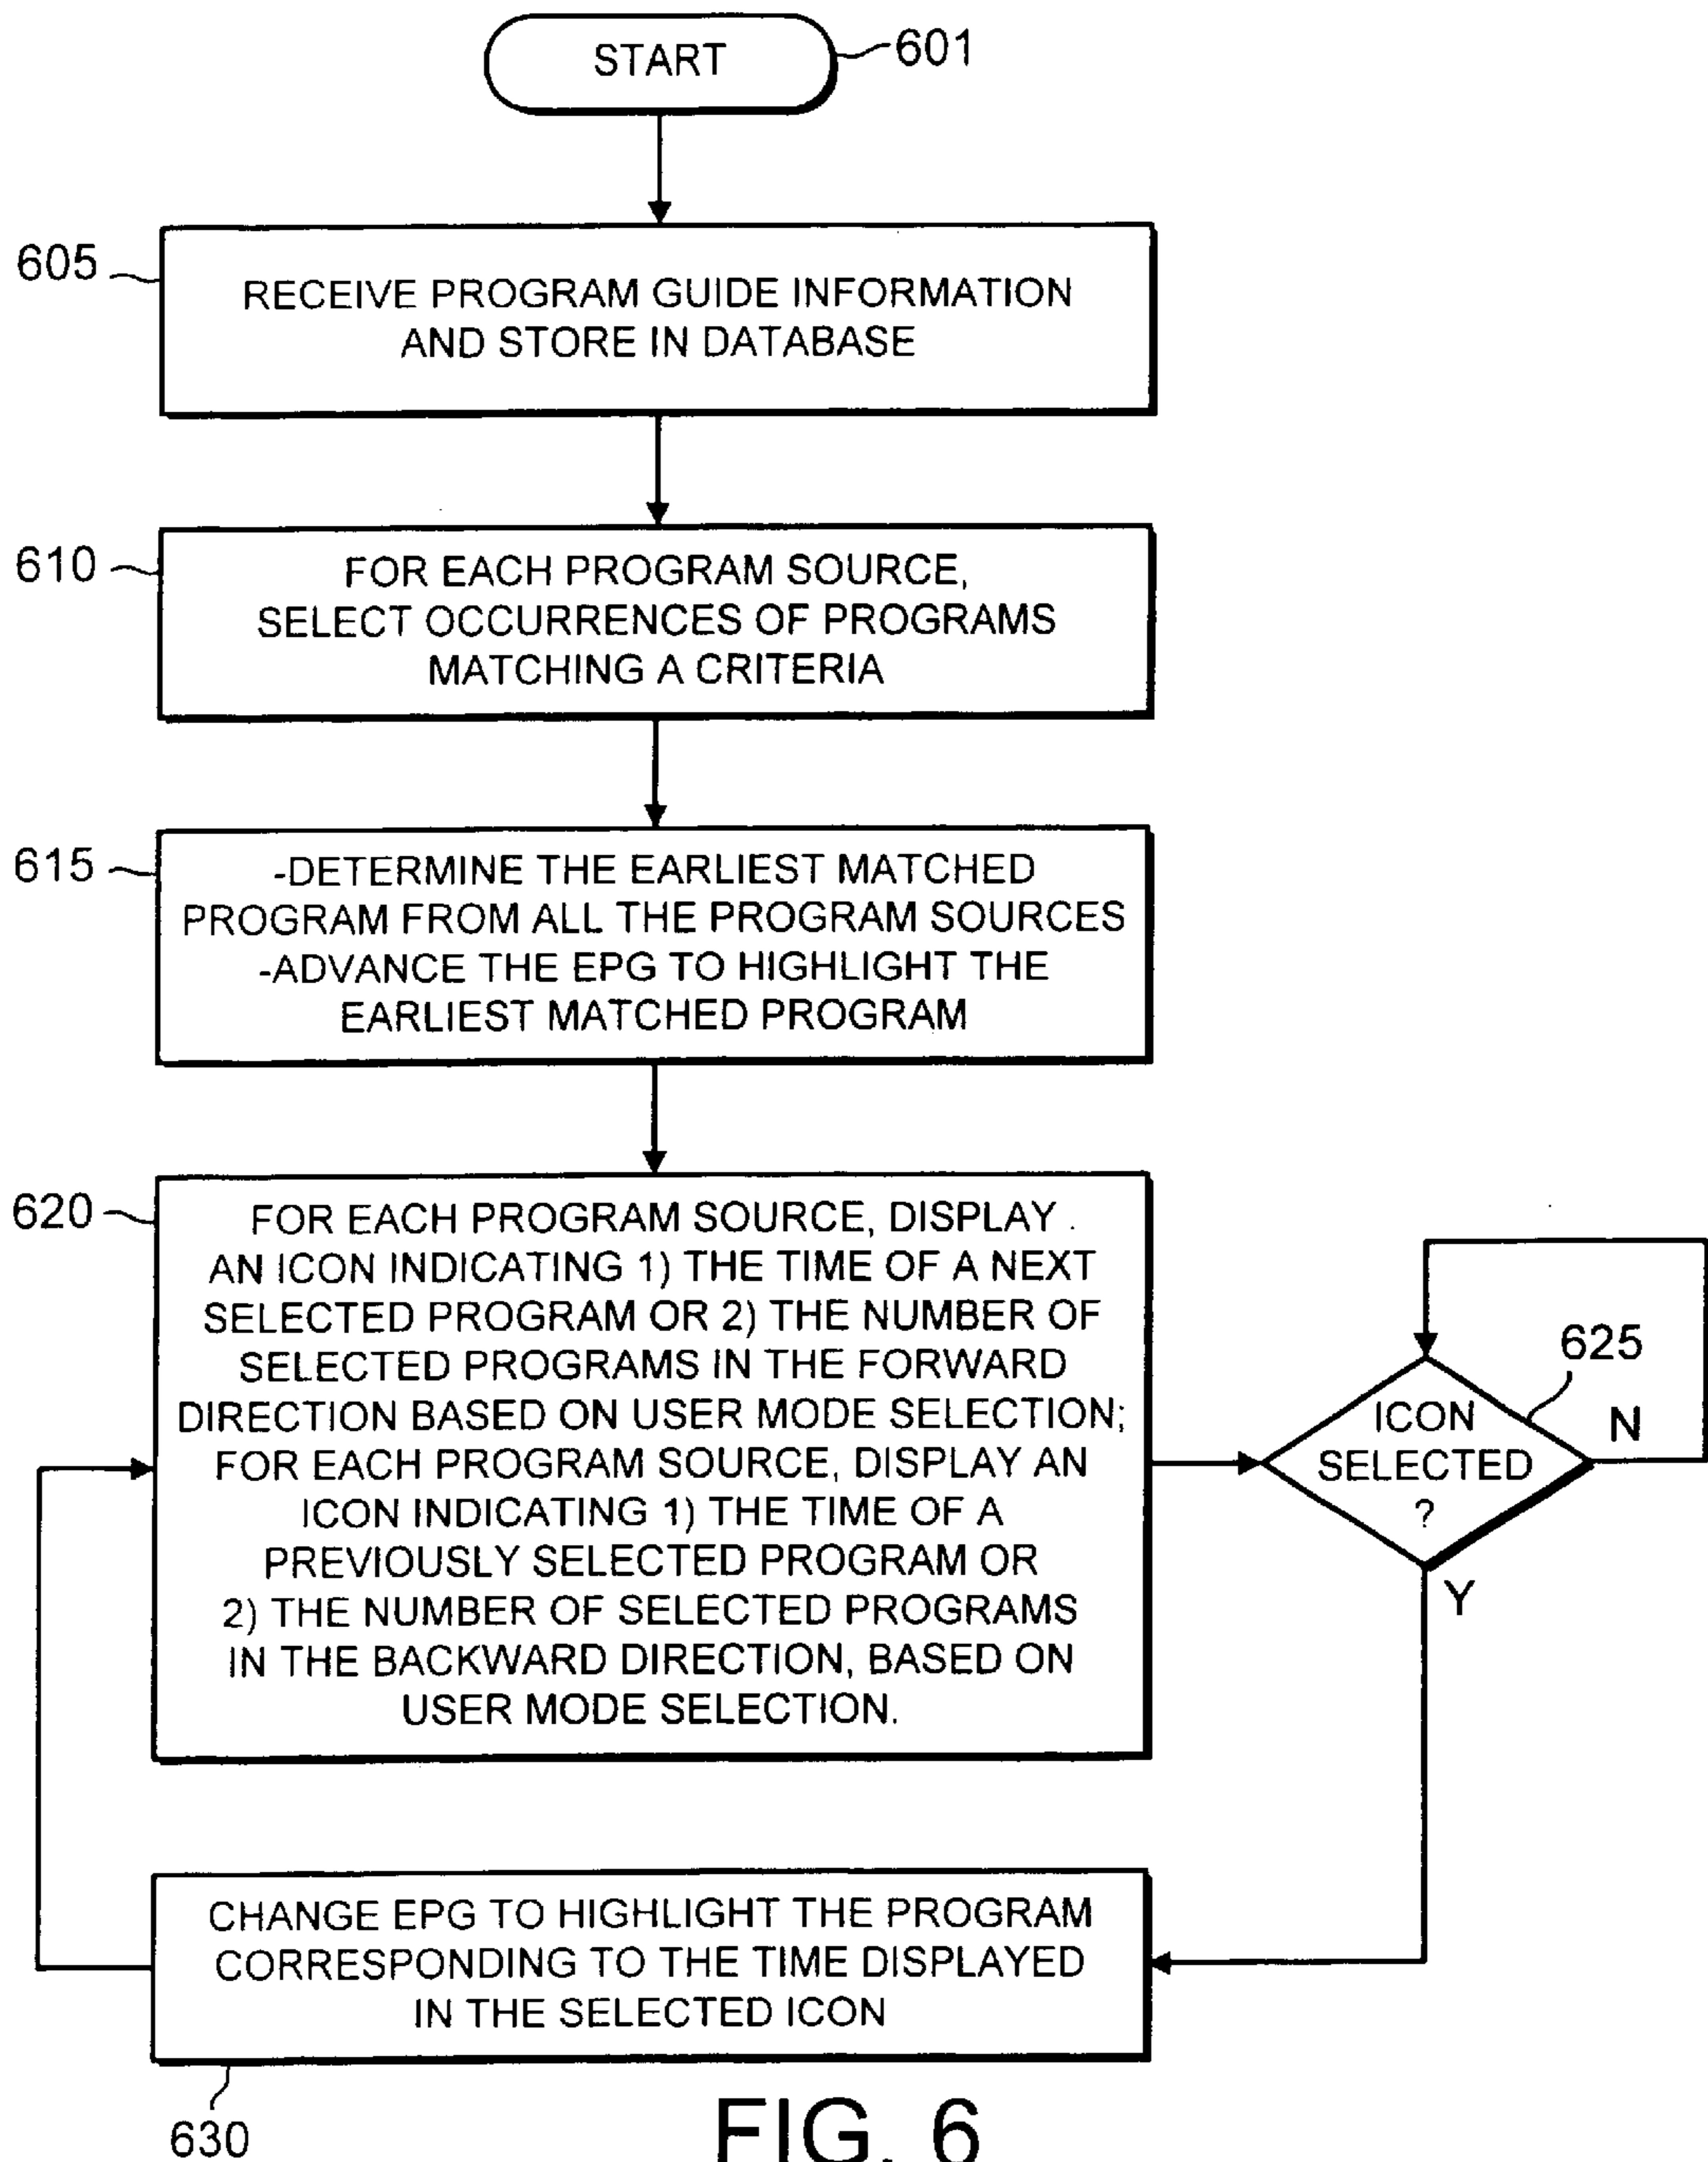 START
601
605
RECEIVE PROGRAM GUIDE INFORMATION
AND STORE IN DATABASE
610
FOR EACH PROGRAM SOURCE,
SELECT OCCURRENCES OF PROGRAMS
MATCHING A CRITERIA
615
-DETERMINE THE EARLIEST MATCHED
PROGRAM FROM ALL THE PROGRAM SOURCES
-ADVANCE THE EPG TO HIGHLIGHT THE
EARLIEST MATCHED PROGRAM
620
FOR EACH PROGRAM SOURCE, DISPLAY
AN ICON INDICATING 1) THE TIME OF A NEXT
SELECTED PROGRAM OR 2) THE NUMBER OF
SELECTED PROGRAMS IN THE FORWARD
DIRECTION BASED ON USER MODE SELECTION;
FOR EACH PROGRAM SOURCE, DISPLAY AN
ICON INDICATING 1) THE TIME OF A
PREVIOUSLY SELECTED PROGRAM OR
2) THE NUMBER OF SELECTED PROGRAMS
IN THE BACKWARD DIRECTION, BASED ON
USER MODE SELECTION.
625
ICON
SELECTED
?
N
Y
CHANGE EPG TO HIGHLIGHT THE PROGRAM
CORRESPONDING TO THE TIME DISPLAYED
IN THE SELECTED ICON
630
FIG. 6